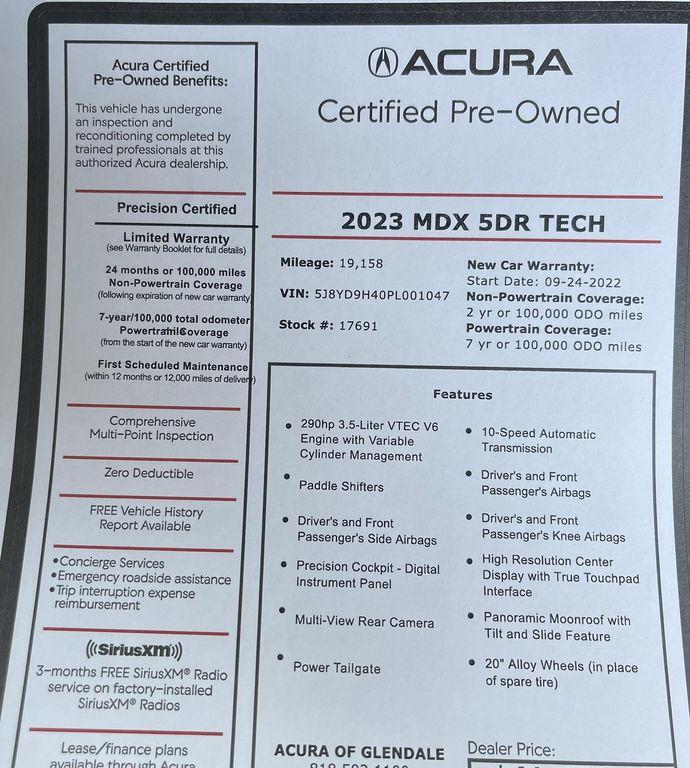 Acura Certified
Pre-Owned Benefits:
This vehicle has undergone
an inspection and
reconditioning completed by
trained professionals at this
authorized Acura dealership.
Precision Certified
Limited Warranty
(see Warranty Booklet for full details)
24 months or 100,000 miles
Non-Powertrain Coverage
(following expiration of new car warranty)
7-year/100,000 total odometer
Powertrain Coverage
(from the start of the new car warranty)
First Scheduled Maintenance
(within 12 months or 12,000 miles of delivery)
Comprehensive
Multi-Point Inspection
Zero Deductible
FREE Vehicle History
Report Available
•Concierge Services
•Emergency roadside assistance
•Trip interruption expense
reimbursement
((SiriusXM))
3-months FREE SiriusXM® Radio
service on factory-installed
SiriusXM® Radios
Lease/finance plans
available through Acura
ACURA
Certified Pre-Owned
2023 MDX 5DR TECH
Mileage: 19,158
VIN: 5J8YD9H40PL001047
Stock #: 17691
New Car Warranty:
Start Date: 09-24-2022
Non-Powertrain Coverage:
2 yr or 100,000 ODO miles
Powertrain Coverage:
7 yr or 100,000 ODO miles
Features
• 290hp 3.5-Liter VTEC V6
Engine with Variable
Cylinder Management
• Paddle Shifters
• Driver's and Front
Passenger's Side Airbags
• Precision Cockpit - Digital
Instrument Panel
• Multi-View Rear Camera
• Power Tailgate
• 10-Speed Automatic
Transmission
• Driver's and Front
Passenger's Airbags
• Driver's and Front
Passenger's Knee Airbags
• High Resolution Center
Display with True Touchpad
Interface
• Panoramic Moonroof with
Tilt and Slide Feature
• 20" Alloy Wheels (in place
of spare tire)
ACURA OF GLENDALE
Dealer Price: